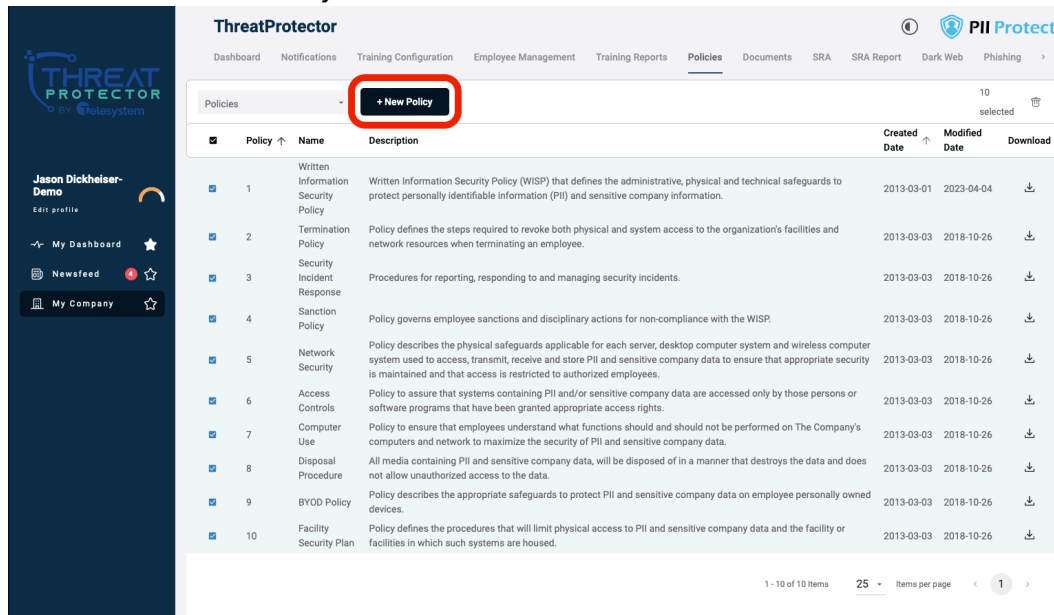 ThreatProtector
PII Protect
Dashboard Notifications Training Configuration Employee Management Training Reports Policies Documents SRA SRA Report Dark Web Phishing >
THREAT
PROTECTOR
BY Telesystem
Policies
+ New Policy
10
selected
Policy ↑ Name Description Created Date ↑ Modified Date Download
Jason Dickheiser-
Demo
Edit profile
My Dashboard
Newsfeed 4
My Company
1 Written Information Security Policy Written Information Security Policy (WISP) that defines the administrative, physical and technical safeguards to
protect personally identifiable information (PII) and sensitive company information. 2013-03-01 2023-04-04
2 Termination Policy Policy defines the steps required to revoke both physical and system access to the organization's facilities and
network resources when terminating an employee. 2013-03-03 2018-10-26
3 Security Incident Response Procedures for reporting, responding to and managing security incidents. 2013-03-03 2018-10-26
4 Sanction Policy Policy governs employee sanctions and disciplinary actions for non-compliance with the WISP. 2013-03-03 2018-10-26
5 Network Security Policy describes the physical safeguards applicable for each server, desktop computer system and wireless computer
system used to access, transmit, receive and store PII and sensitive company data to ensure that appropriate security
is maintained and that access is restricted to authorized employees. 2013-03-03 2018-10-26
6 Access Controls Policy to assure that systems containing PII and/or sensitive company data are accessed only by those persons or
software programs that have been granted appropriate access rights. 2013-03-03 2018-10-26
7 Computer Use Policy to ensure that employees understand what functions should and should not be performed on The Company's
computers and network to maximize the security of PII and sensitive company data. 2013-03-03 2018-10-26
8 Disposal Procedure All media containing PII and sensitive company data, will be disposed of in a manner that destroys the data and does
not allow unauthorized access to the data. 2013-03-03 2018-10-26
9 BYOD Policy Policy describes the appropriate safeguards to protect PII and sensitive company data on employee personally owned
devices. 2013-03-03 2018-10-26
10 Facility Security Plan Policy defines the procedures that will limit physical access to PII and sensitive company data and the facility or
facilities in which such systems are housed. 2013-03-03 2018-10-26
1 - 10 of 10 Items 25 Items per page < 1 >